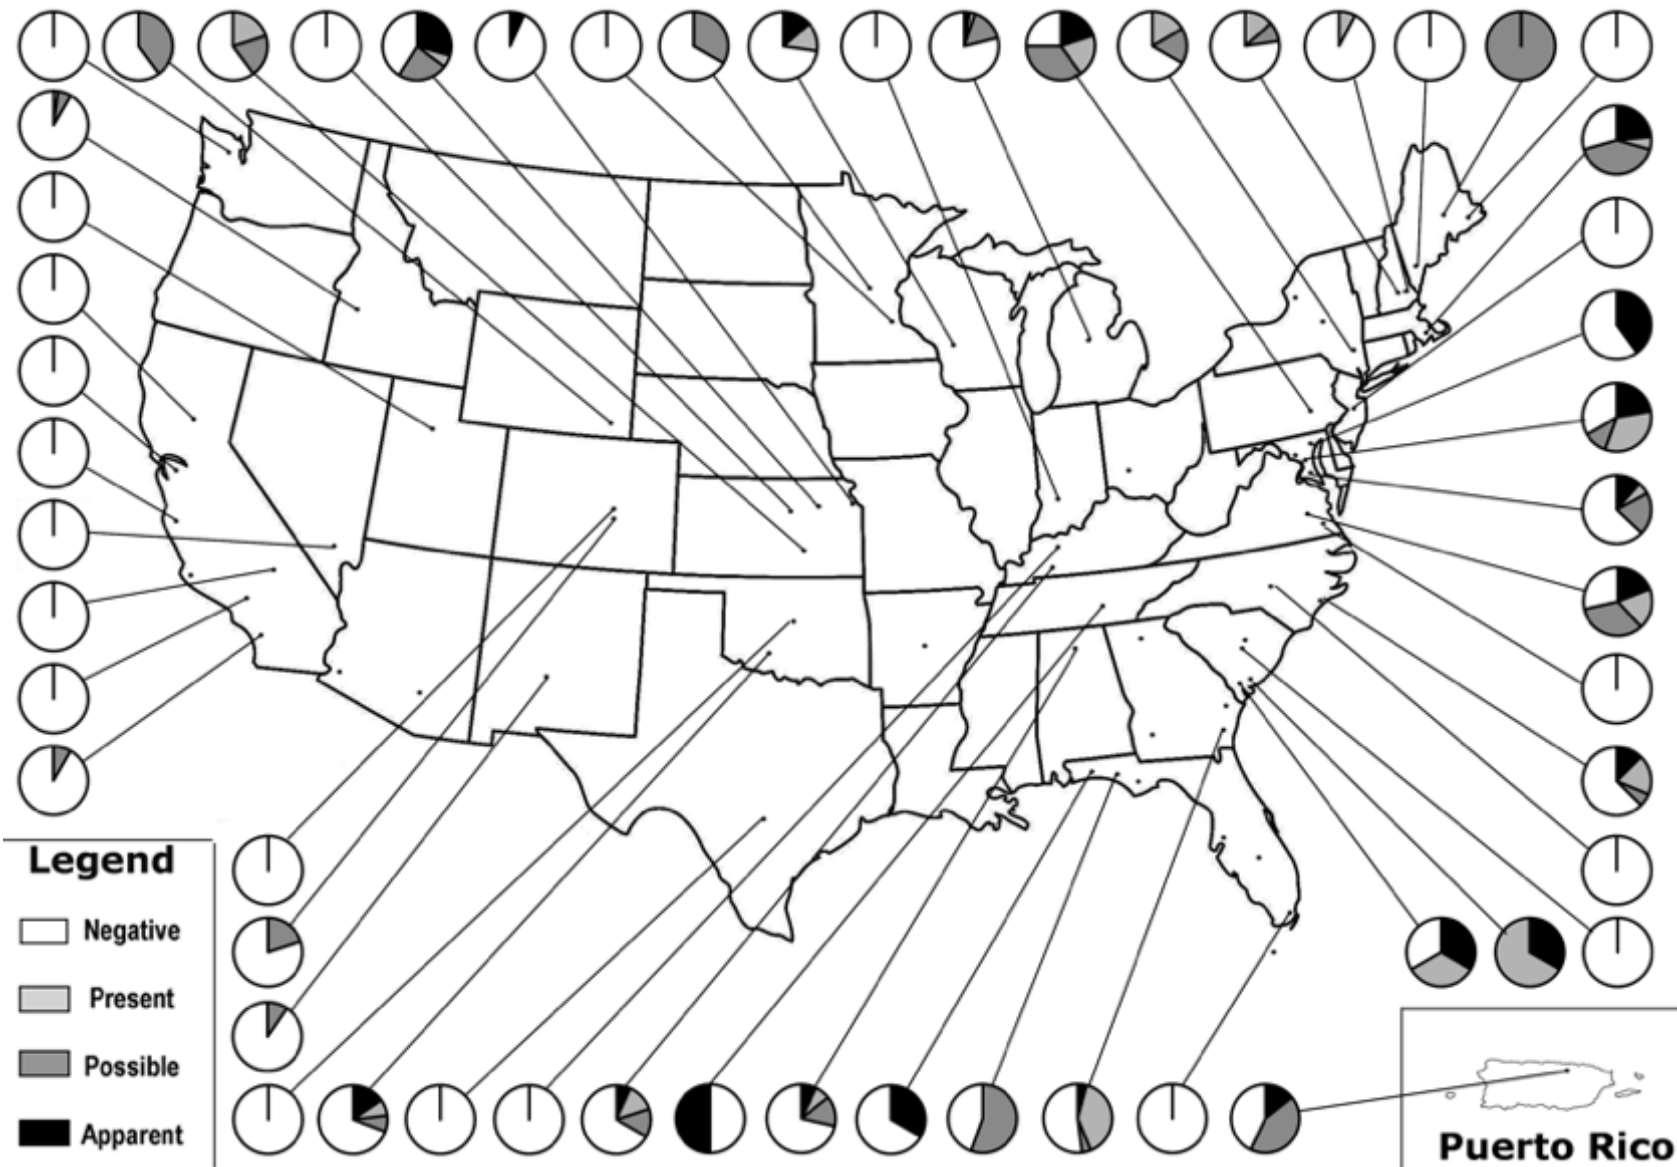 Legend
Negative
Present
Possible
Apparent
Puerto Rico